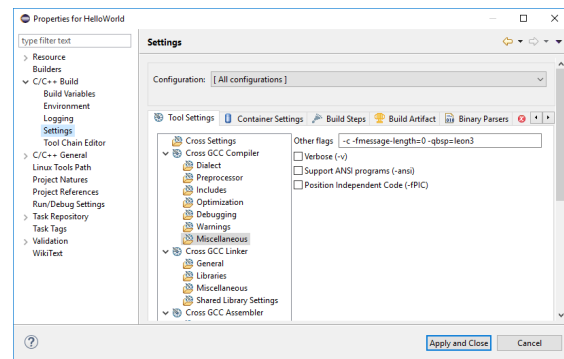 Properties for HelloWorld
type filter text
Resource
Builders
C/C++ Build
Build Variables
Environment
Logging
Settings
Tool Chain Editor
C/C++ General
Linux Tools Path
Project Natures
Project References
Run/Debug Settings
Task Repository
Task Tags
Validation
WikiText
Settings
Configuration: [ All configurations ]
Tool Settings Container Settings Build Steps Build Artifact Binary Parsers
Cross Settings
Cross GCC Compiler
Dialect
Preprocessor
Includes
Optimization
Debugging
Warnings
Miscellaneous
Cross GCC Linker
General
Libraries
Miscellaneous
Shared Library Settings
Cross GCC Assembler
Other flags -c -fmessage-length=0 -qbsp=leon3
Verbose (-v)
Support ANSI programs (-ansi)
Position Independent Code (-fPIC)
Apply and Close Cancel